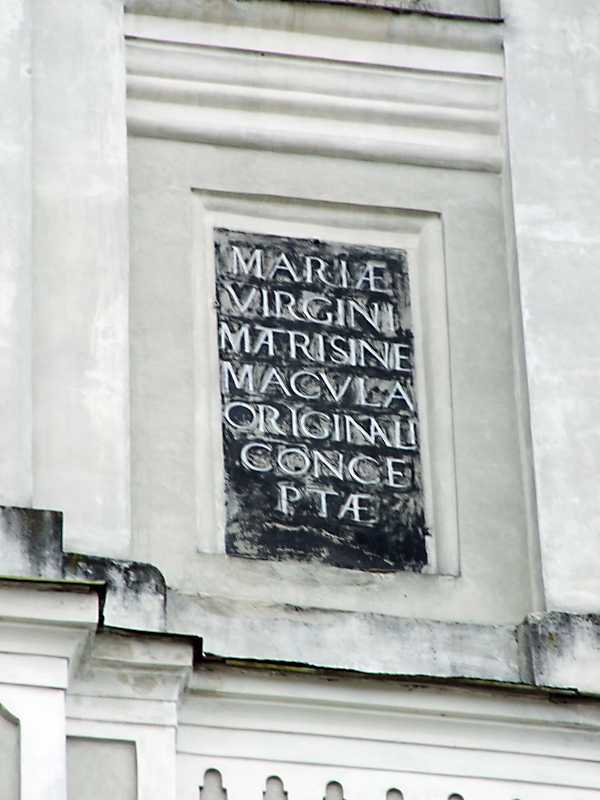 MARIÆ
VIRGINI
MATRI SINE
MACVLA
ORIGINALI
CONCE
PTÆ